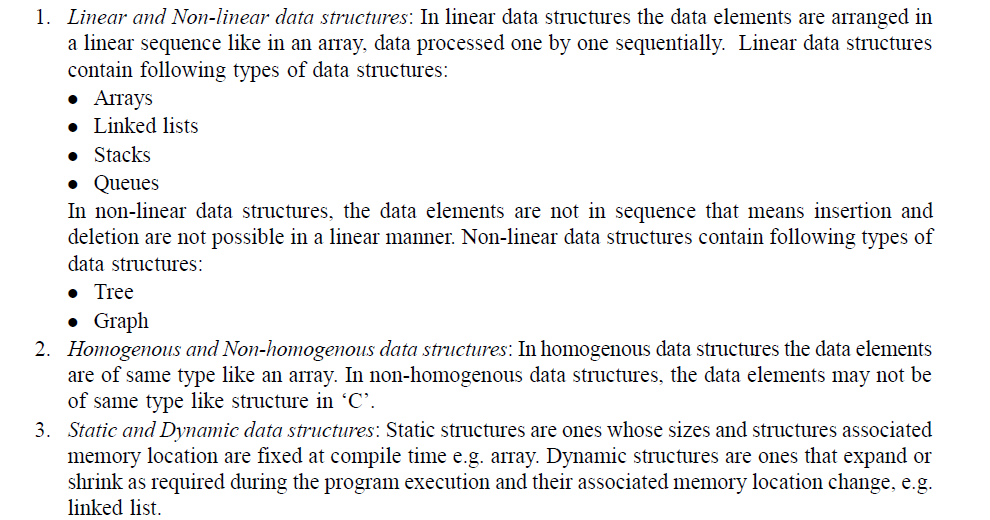 1. Linear and Non-linear data structures: In linear data structures the data elements are arranged in
a linear sequence like in an array, data processed one by one sequentially. Linear data structures
contain following types of data structures:
● Arrays
● Linked lists
● Stacks
● Queues
In non-linear data structures, the data elements are not in sequence that means insertion and
deletion are not possible in a linear manner. Non-linear data structures contain following types of
data structures:
● Tree
● Graph
2. Homogenous and Non-homogenous data structures: In homogenous data structures the data elements
are of same type like an array. In non-homogenous data structures, the data elements may not be
of same type like structure in ‘C’.
3. Static and Dynamic data structures: Static structures are ones whose sizes and structures associated
memory location are fixed at compile time e.g. array. Dynamic structures are ones that expand or
shrink as required during the program execution and their associated memory location change, e.g.
linked list.